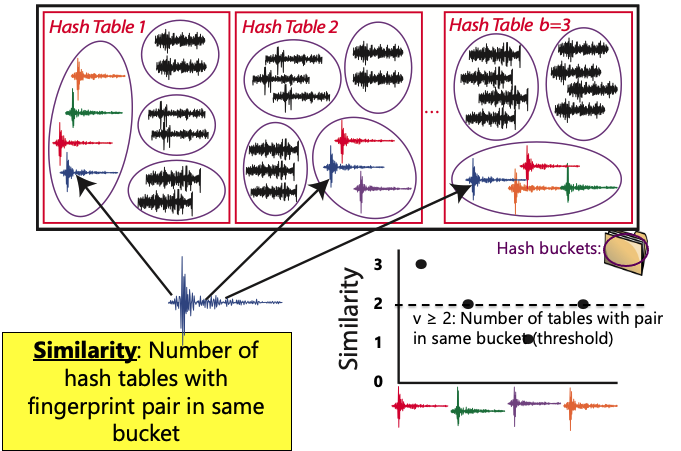 Hash Table 1
Hash Table 2
Hash Table b=3
...
Hash buckets:
Similarity
3
2
1
0
v ≥ 2: Number of tables with pair
in same bucket (threshold)
Similarity: Number of
hash tables with
fingerprint pair in same
bucket